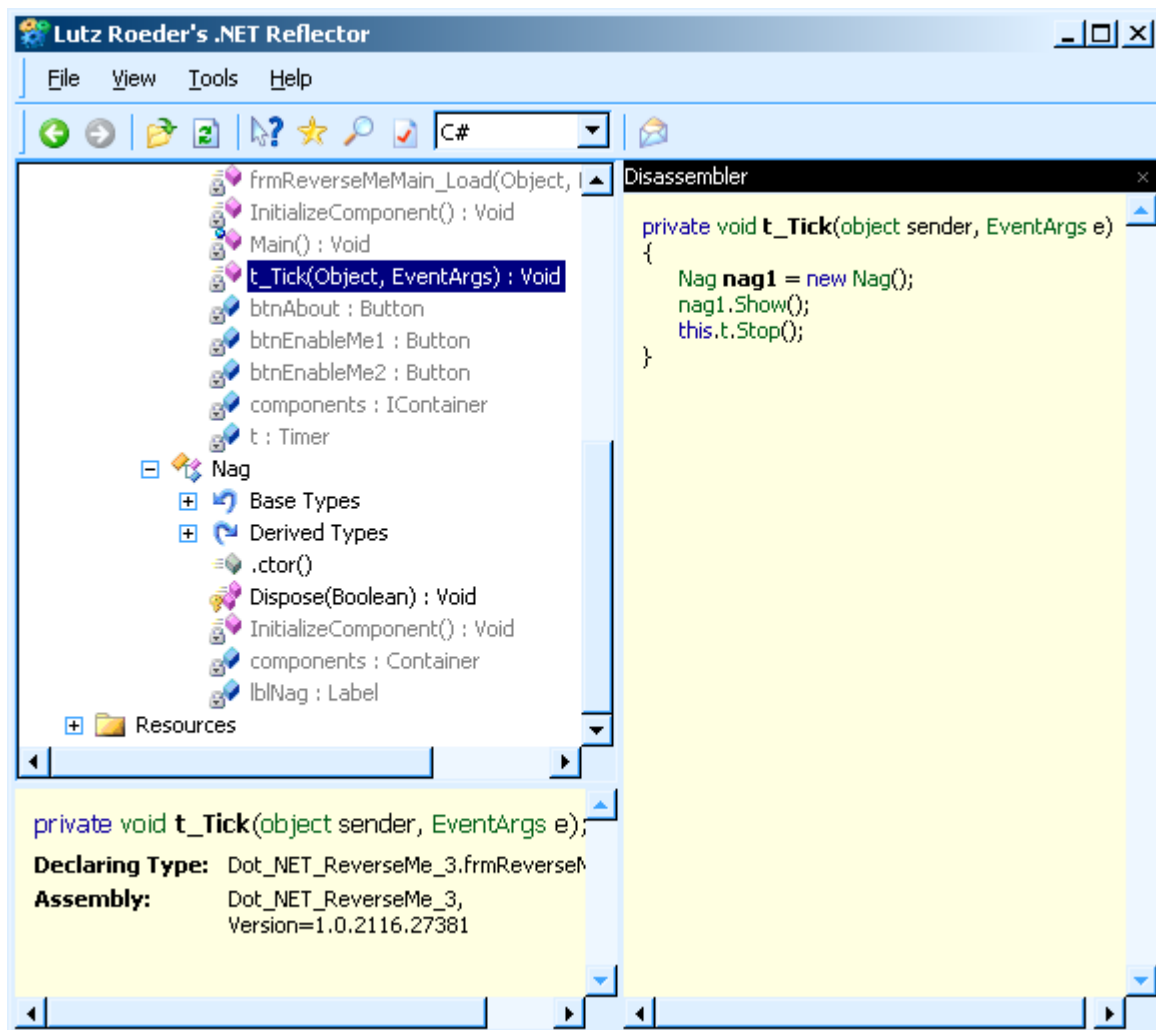 Lutz Roeder's .NET Reflector
File View Tools Help
C#
frmReverseMeMain_Load(Object,
InitializeComponent() : Void
Main() : Void
t_Tick(Object, EventArgs) : Void
btnAbout : Button
btnEnableMe1 : Button
btnEnableMe2 : Button
components : IContainer
t : Timer
Nag
Base Types
Derived Types
.ctor()
Dispose(Boolean) : Void
InitializeComponent() : Void
components : Container
lblNag : Label
Resources
Disassembler
private void t_Tick(object sender, EventArgs e)
{
Nag nag1 = new Nag();
nag1.Show();
this.t.Stop();
}
private void t_Tick(object sender, EventArgs e);
Declaring Type: Dot_NET_ReverseMe_3.frmReverseM
Assembly: Dot_NET_ReverseMe_3,
Version=1.0.2116.27381